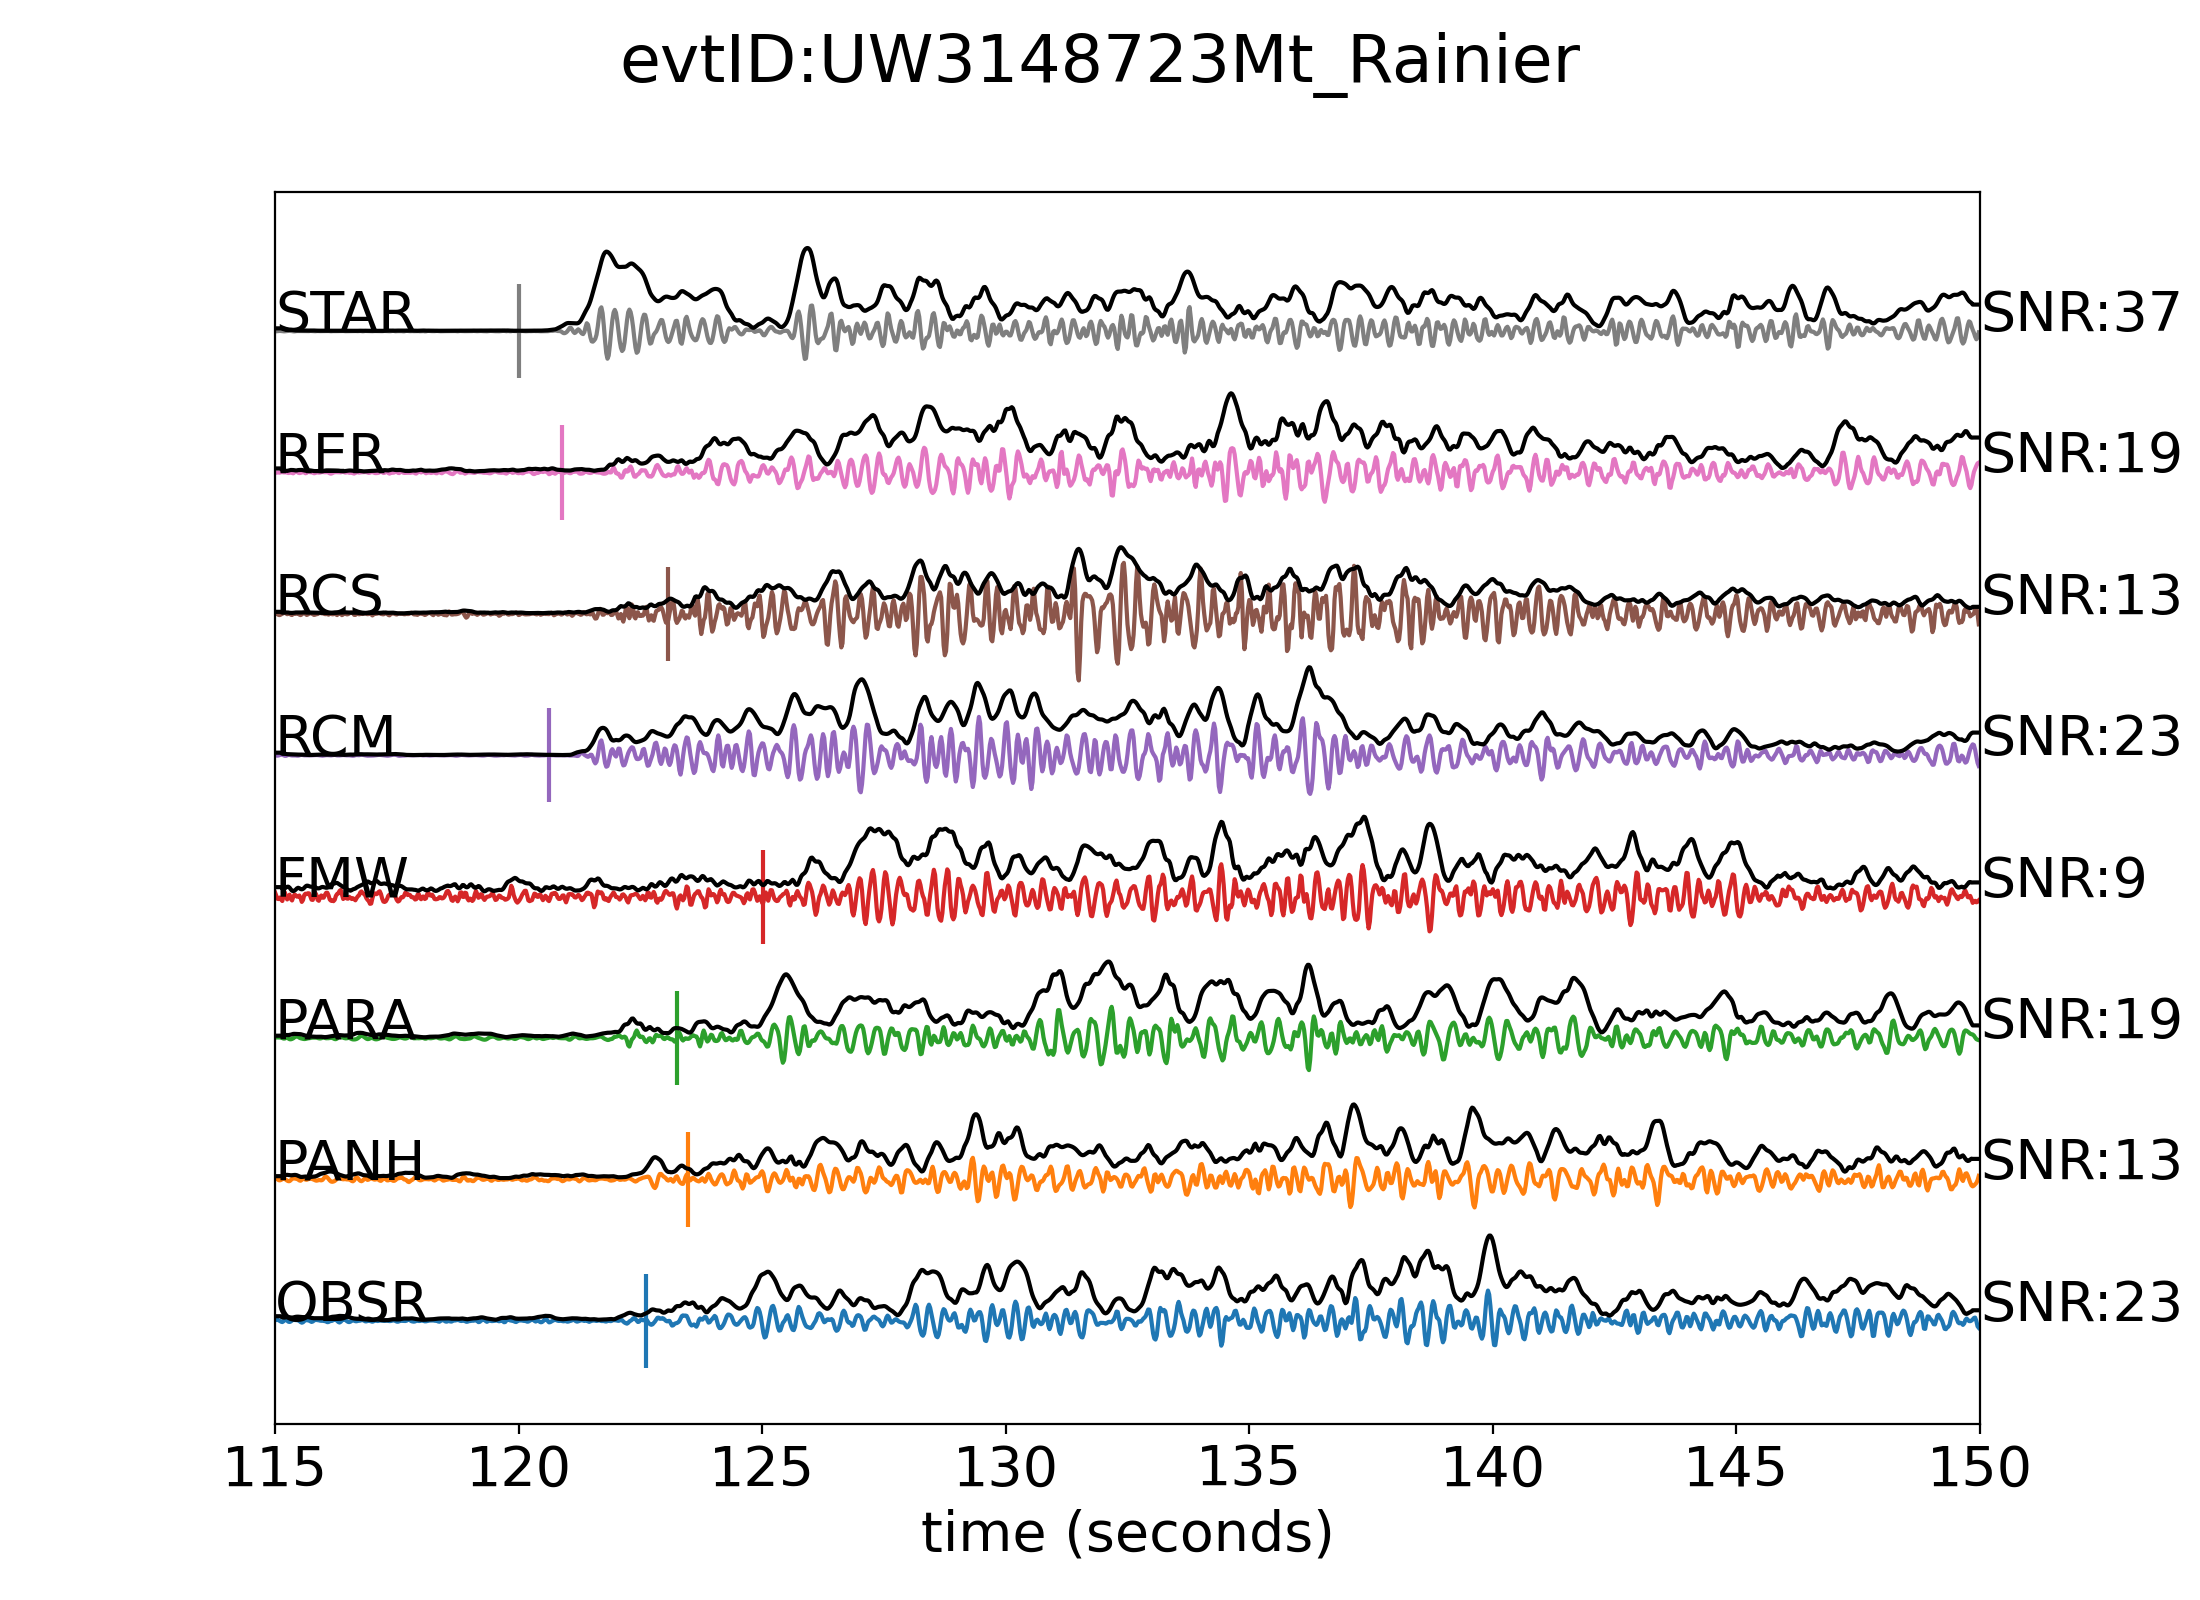 evtID:UW3148723Mt_Rainier
STAR SNR:37
RER SNR:19
RCS SNR:13
RCM SNR:23
FMW SNR:9
PARA SNR:19
PANH SNR:13
OBSR SNR:23
115 120 125 130 135 140 145 150
time (seconds)